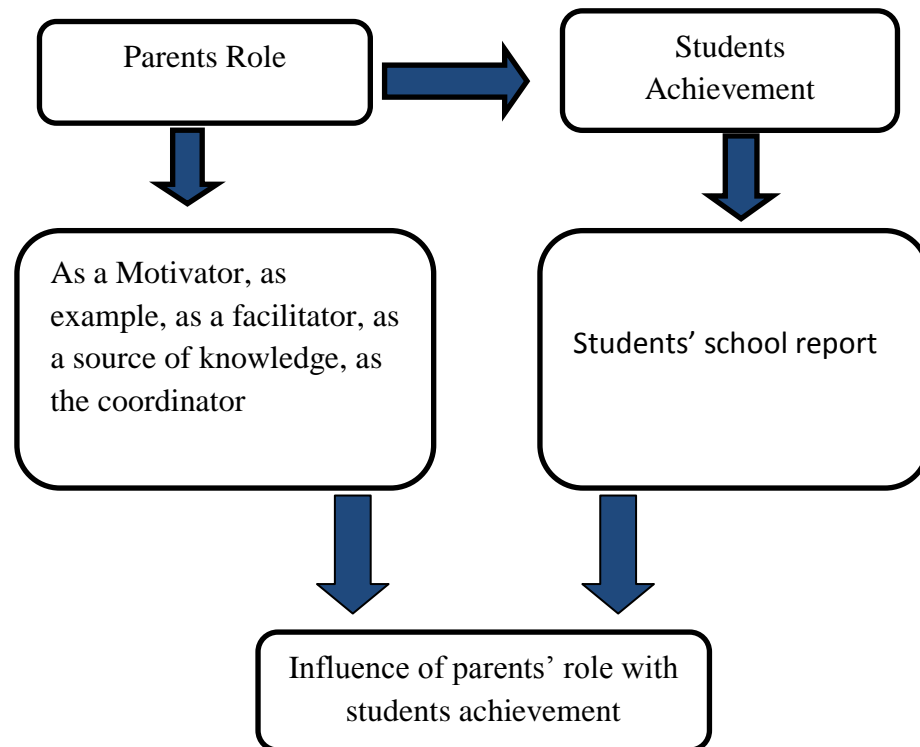 Parents Role
Students
Achievement
As a Motivator, as
example, as a facilitator, as
a source of knowledge, as
the coordinator
Students’ school report
Influence of parents’ role with
students achievement